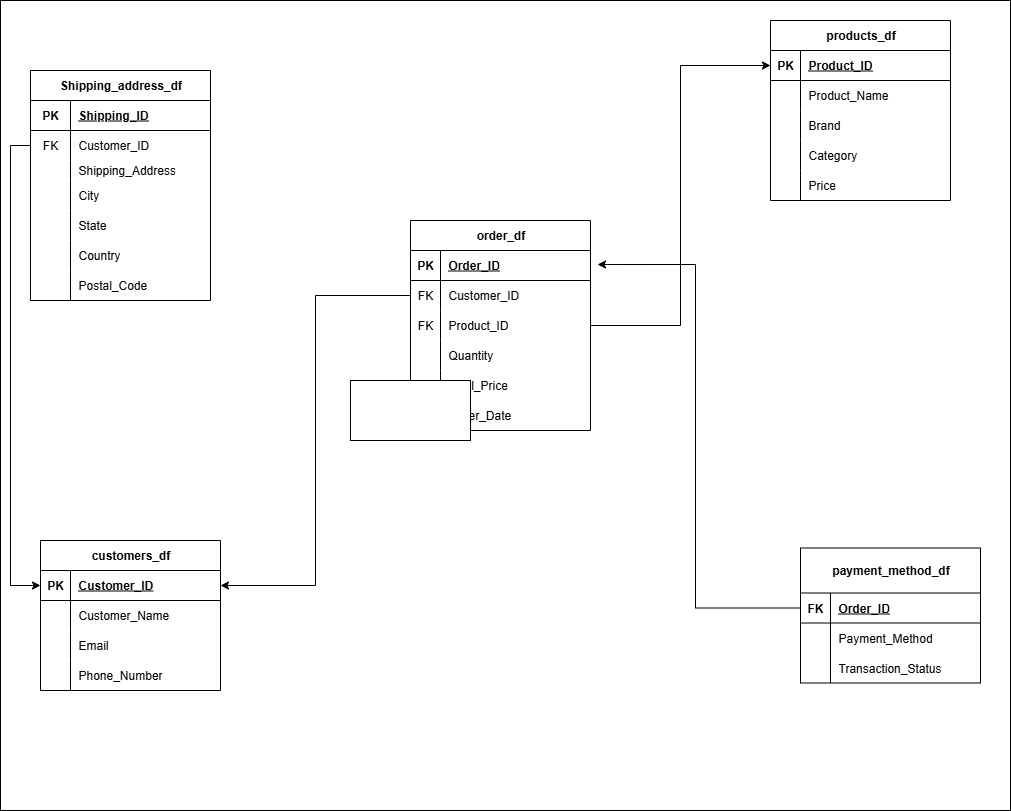 products_df
PK Product_ID
Product_Name
Brand
Category
Price
Shipping_address_df
PK Shipping_ID
FK Customer_ID
Shipping_Address
City
State
Country
Postal_Code
order_df
PK Order_ID
FK Customer_ID
FK Product_ID
Quantity
l_Price
er_Date
customers_df
PK Customer_ID
Customer_Name
Email
Phone_Number
payment_method_df
FK Order_ID
Payment_Method
Transaction_Status